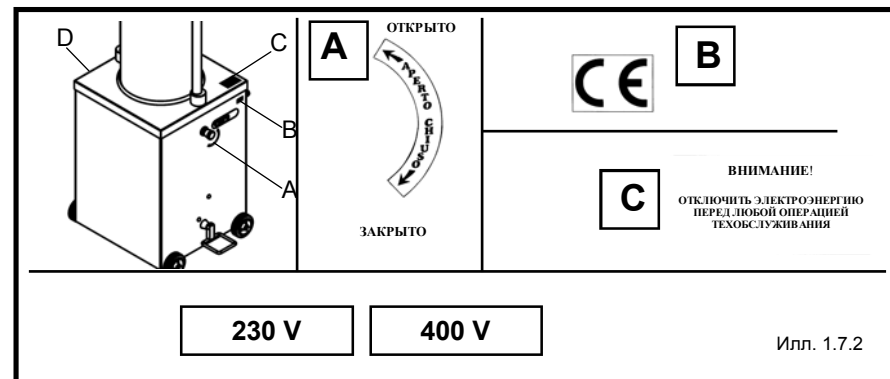 D
C
B
A
A
ОТКРЫТО
APERTO CHIUSO
ЗАКРЫТО
CE
B
C
ВНИМАНИЕ!
ОТКЛЮЧИТЬ ЭЛЕКТРОЭНЕРГИЮ
ПЕРЕД ЛЮБОЙ ОПЕРАЦИЕЙ
ТЕХОБСЛУЖИВАНИЯ
230 V
400 V
Илл. 1.7.2